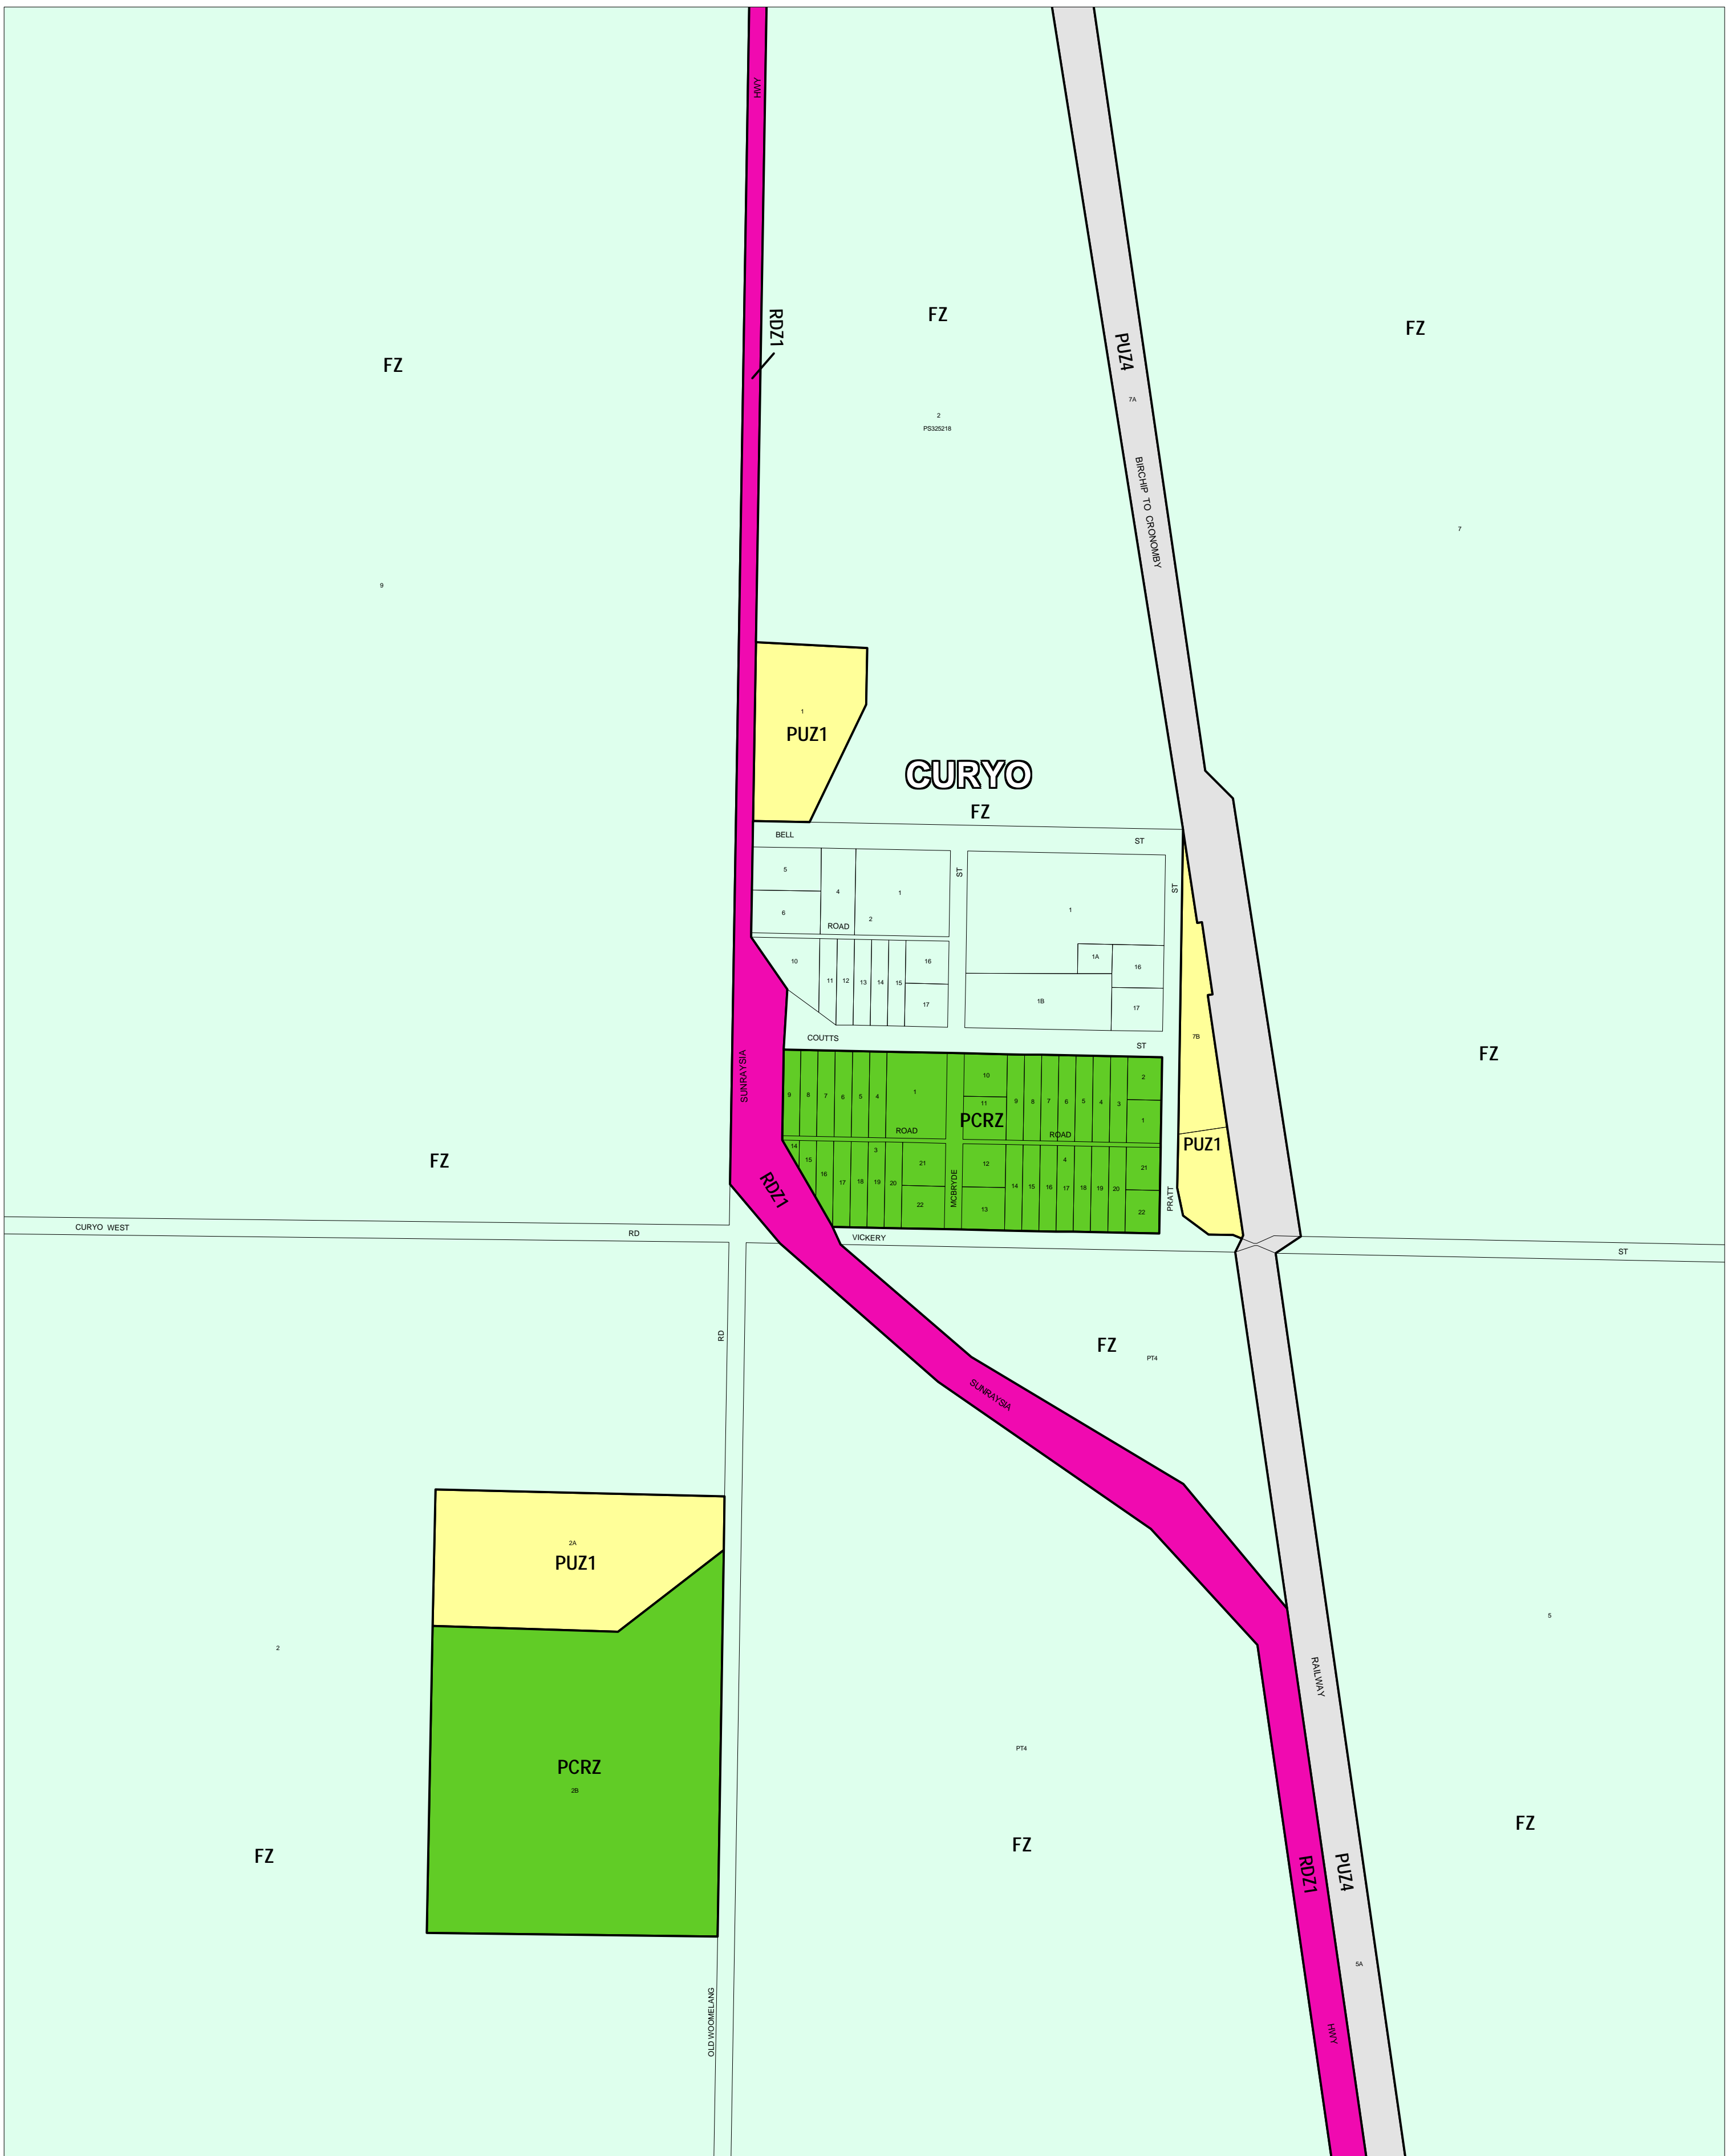 HWY
RDZ1
FZ
FZ
FZ
PUZ4
7A
2
PS325218
BIRCHIP TO CRONOMBY
7
9
1
PUZ1
CURYO
FZ
BELL
ST
5
4
1
6
2
ROAD
ST
1
ST
10
11
12
13
14
15
16
17
1A
16
1B
17
COUTTS
ST
7B
FZ
SUNRAYSIA
9
8
7
6
5
4
1
10
11
PCRZ
9
8
7
6
5
4
3
2
1
ROAD
ROAD
PUZ1
FZ
14
15
16
17
18
3
19
20
21
22
MCBRYDE
12
13
14
15
16
4
17
18
19
20
21
22
PRATT
RDZ1
CURYO WEST
RD
VICKERY
ST
RD
FZ
PT4
SUNRAYSIA
2A
PUZ1
2
5
RAILWAY
PT4
PCRZ
2B
FZ
FZ
FZ
RDZ1
PUZ4
5A
OLD WOOMELANG
HWY